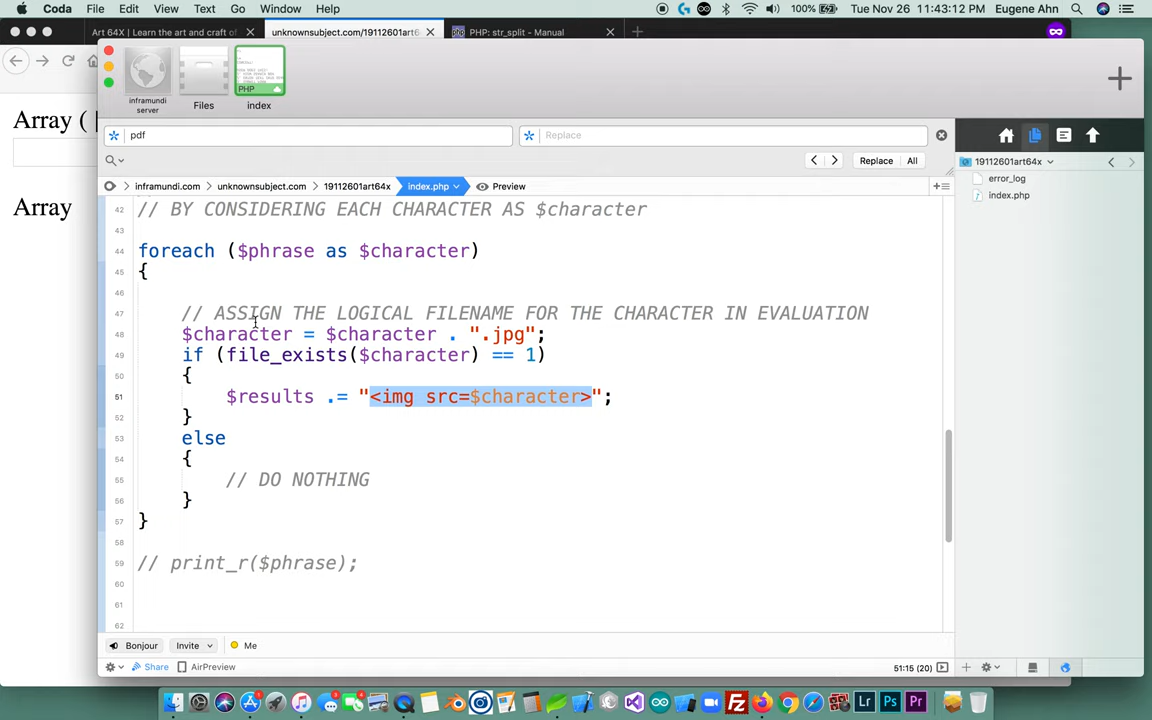 Coda File Edit View Text Go Window Help 100% Tue Nov 26 11:43:12 PM Eugene Ahn
Art 64X | Learn the art and craft of
unknownsubject.com/19112601art6
PHP: str_split - Manual
Array ( [
Array
inframundi server
Files
PHP
index
pdf
Replace
Replace All
inframundi.com unknownsubject.com 19112601art64x index.php Preview
19112601art64x
error_log
index.php
42 // BY CONSIDERING EACH CHARACTER AS $character
43
44 foreach ($phrase as $character)
45 {
46
47 // ASSIGN THE LOGICAL FILENAME FOR THE CHARACTER IN EVALUATION
48 $character = $character . ".jpg";
49 if (file_exists($character) == 1)
50 {
51 $results .= "<img src=$character>";
52 }
53 else
54 {
55 // DO NOTHING
56 }
57 }
58
59 // print_r($phrase);
60
61
62
Bonjour Invite Me
Share AirPreview 51:15 (20)
Lr Ps Pr